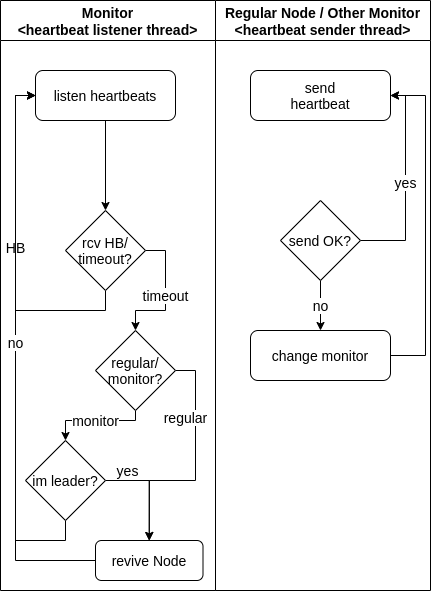 Monitor
<heartbeat listener thread>
Regular Node / Other Monitor
<heartbeat sender thread>
listen heartbeats
send
heartbeat
yes
rcv HB/
timeout?
send OK?
HB
timeout
no
no
regular/
monitor?
change monitor
monitor
regular
im leader?
yes
revive Node